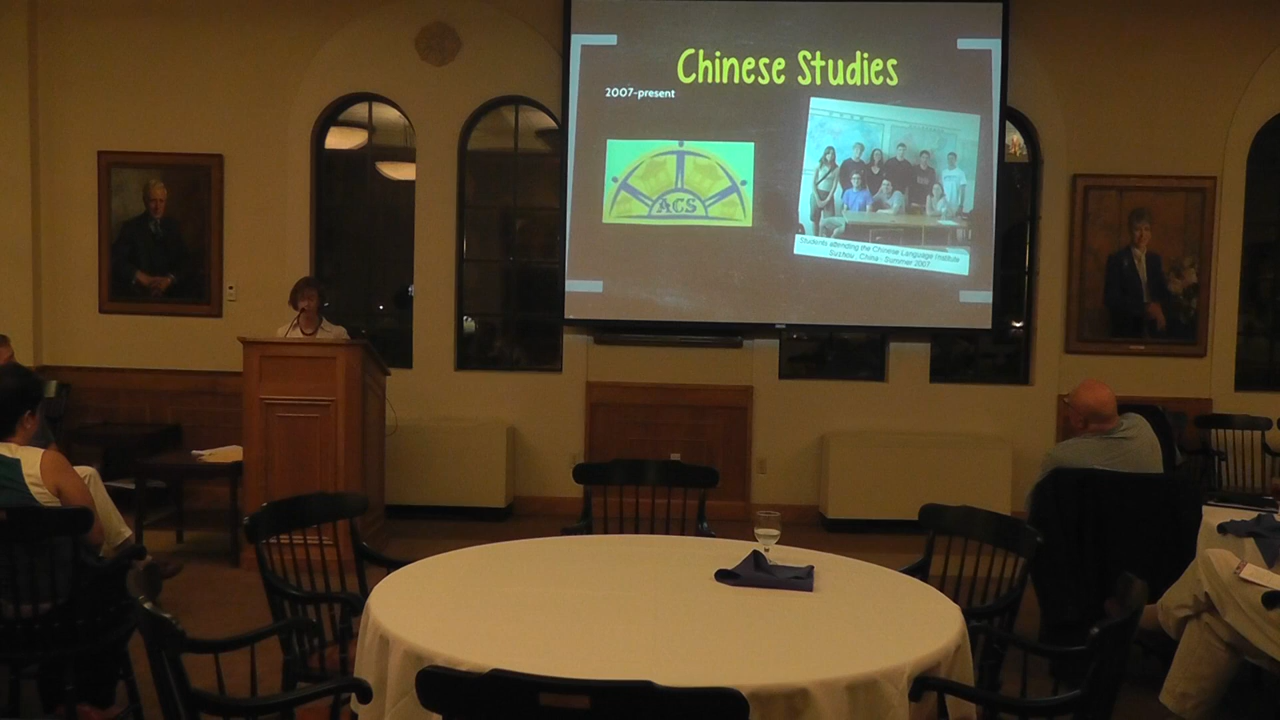 Chinese Studies
2007-present
ACS
Students attending the Chinese Language Institute
Suzhou, China - Summer 2007